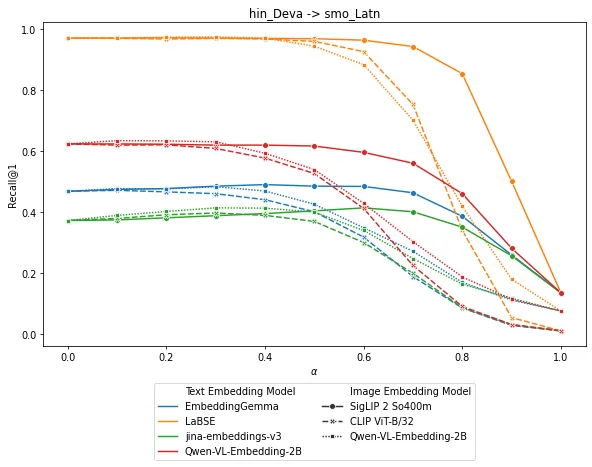 hin_Deva -> smo_Latn
Recall@1
1.0
0.8
0.6
0.4
0.2
0.0
0.0 0.2 0.4 0.6 0.8 1.0
α
Text Embedding Model
EmbeddingGemma
LaBSE
jina-embeddings-v3
Qwen-VL-Embedding-2B
Image Embedding Model
SigLIP 2 So400m
CLIP ViT-B/32
Qwen-VL-Embedding-2B